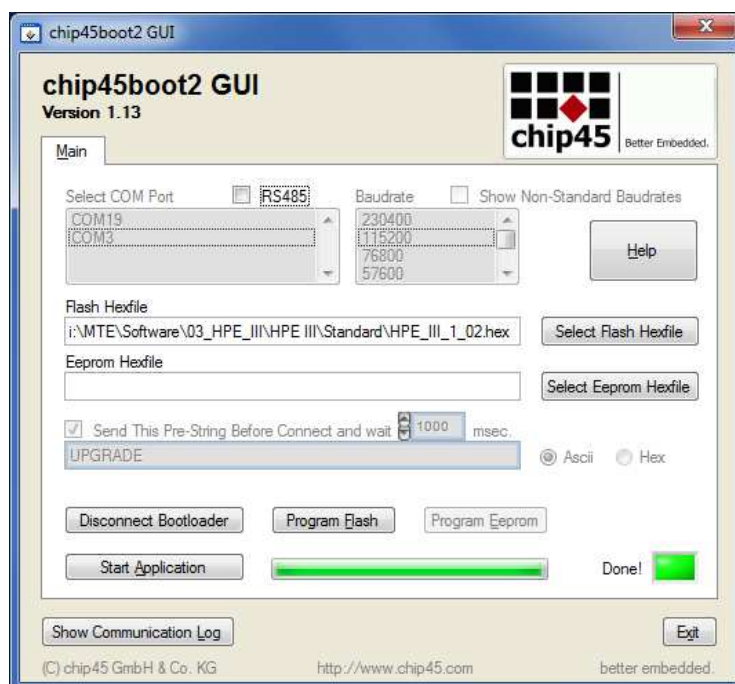 chip45boot2 GUI
chip45boot2 GUI
Version 1.13
chip45
Better Embedded.
Main
Select COM Port RS485 Baudrate Show Non-Standard Baudrates
COM19 230400
COM3 115200
76800
57600
Help
Flash Hexfile
i:\MTE\Software\03_HPE_III\HPE III\Standard\HPE_III_1_02.hex Select Flash Hexfile
Eeprom Hexfile
Select Eeprom Hexfile
Send This Pre-String Before Connect and wait 1000 msec.
UPGRADE Ascii Hex
Disconnect Bootloader Program Flash Program Eeprom
Start Application Done!
Show Communication Log Exit
(C) chip45 GmbH & Co. KG http://www.chip45.com better embedded.